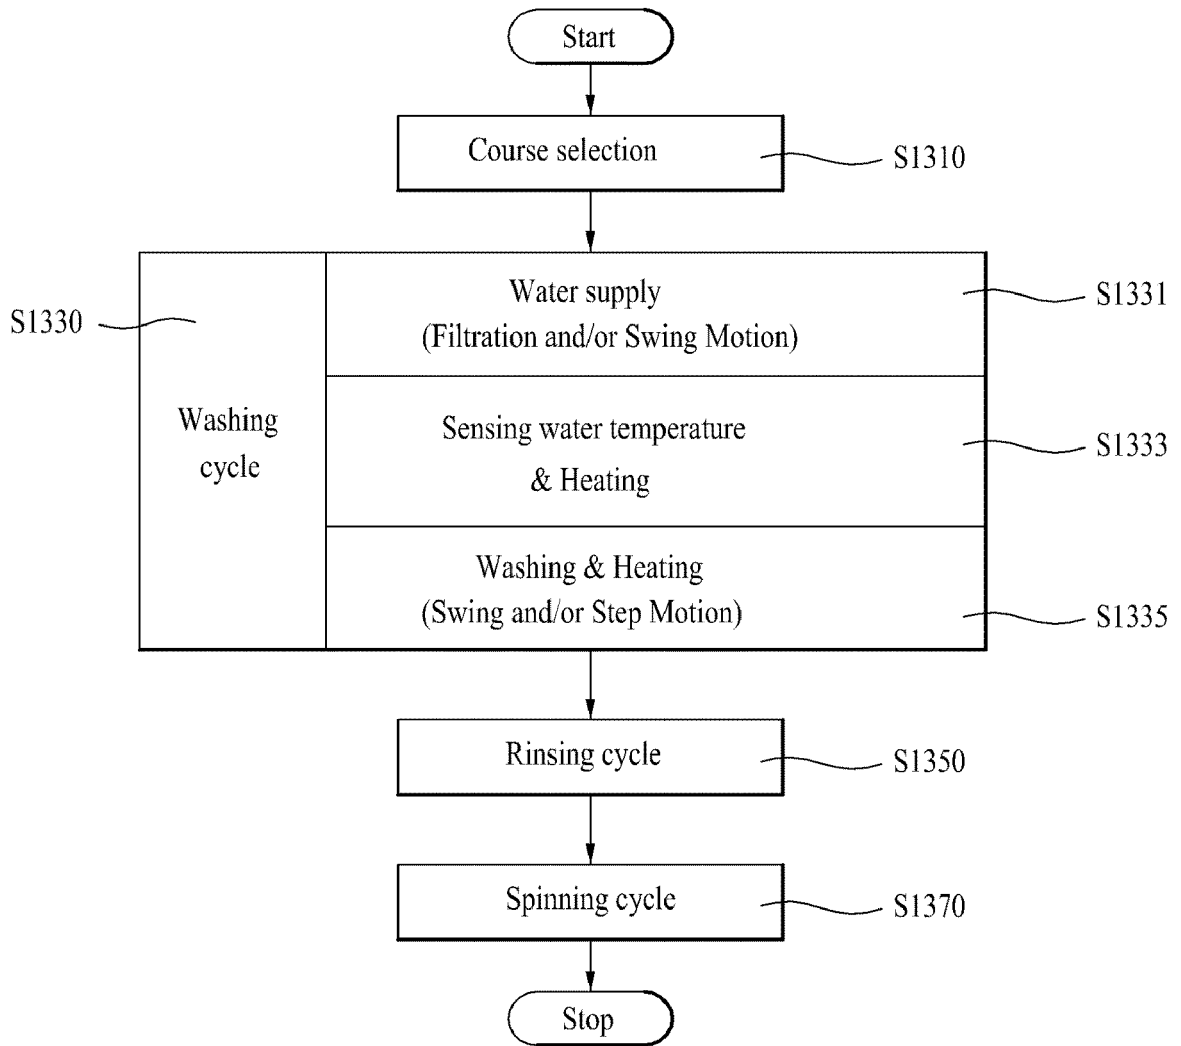 Start
Course selection
S1310
S1330
Washing
cycle
Water supply
(Filtration and/or Swing Motion)
S1331
Sensing water temperature
& Heating
S1333
Washing & Heating
(Swing and/or Step Motion)
S1335
Rinsing cycle
S1350
Spinning cycle
S1370
Stop